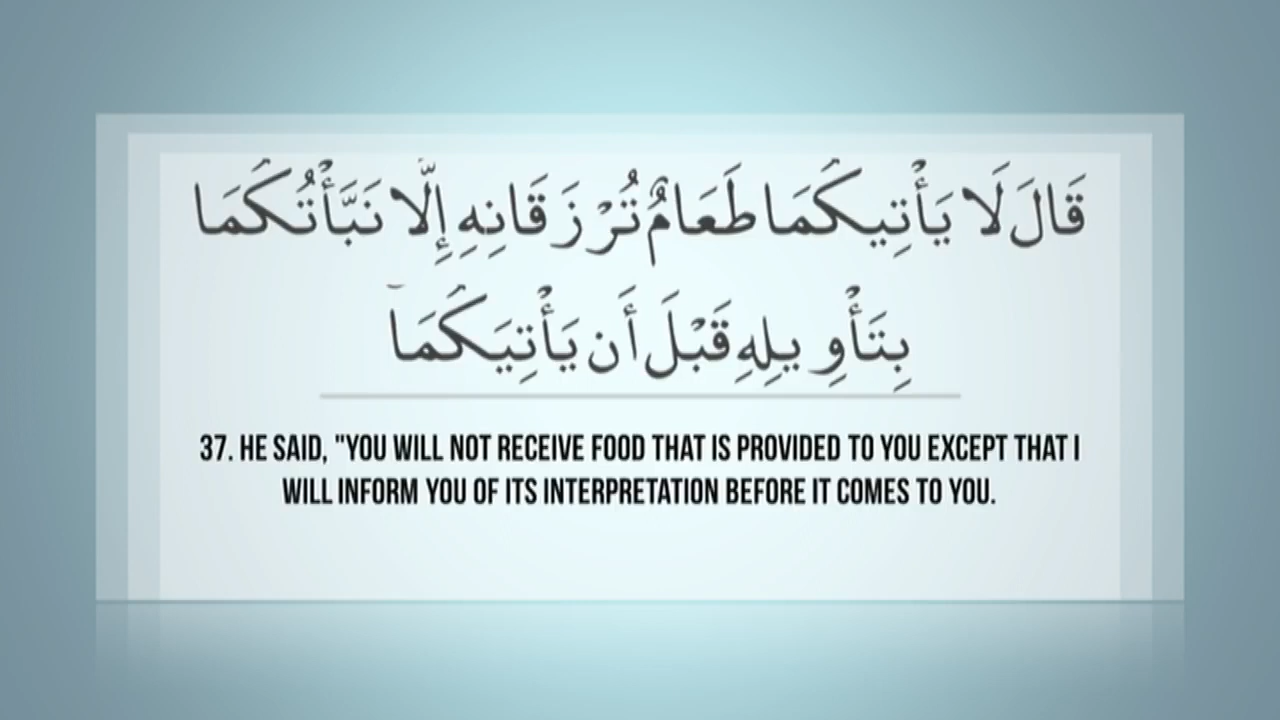 قَالَ لَا يَأْتِيكُمَا طَعَامٌ تُرْزَقَانِهِ إِلَّا نَبَّأْتُكُمَا
بِتَأْوِيلِهِ قَبْلَ أَن يَأْتِيَكُمَآ
37. HE SAID, "YOU WILL NOT RECEIVE FOOD THAT IS PROVIDED TO YOU EXCEPT THAT I
WILL INFORM YOU OF ITS INTERPRETATION BEFORE IT COMES TO YOU.